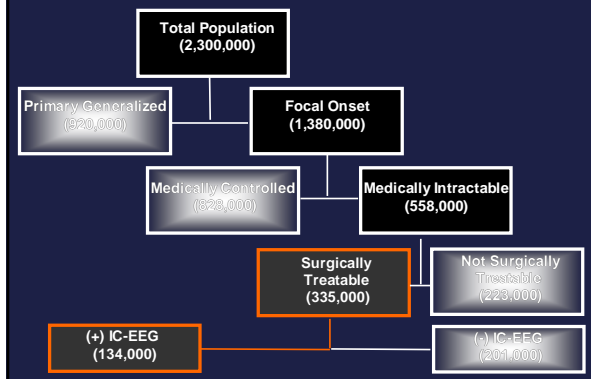 Total Population
(2,300,000)
Primary Generalized
(920,000)
Focal Onset
(1,380,000)
Medically Controlled
(828,000)
Medically Intractable
(558,000)
Surgically
Treatable
(335,000)
Not Surgically
Treatable
(223,000)
(+) IC-EEG
(134,000)
(-) IC-EEG
(201,000)